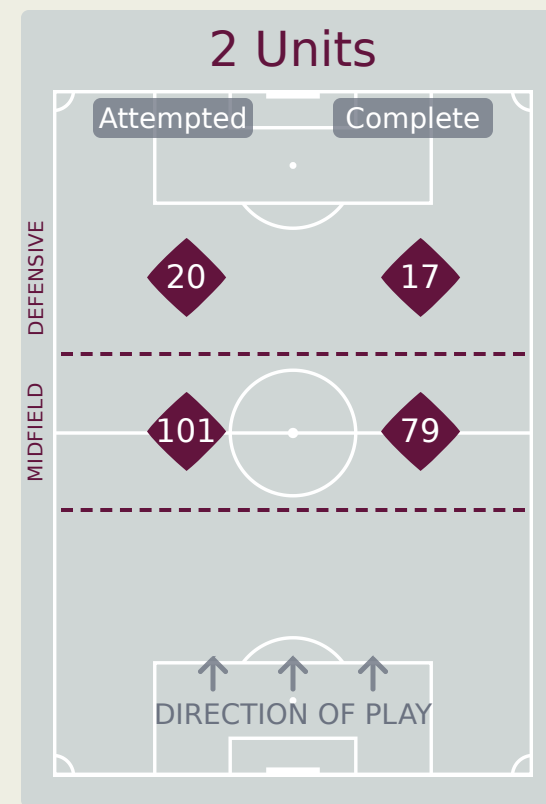 2 Units
Attempted Complete
DEFENSIVE
20 17
MIDFIELD
101 79
DIRECTION OF PLAY